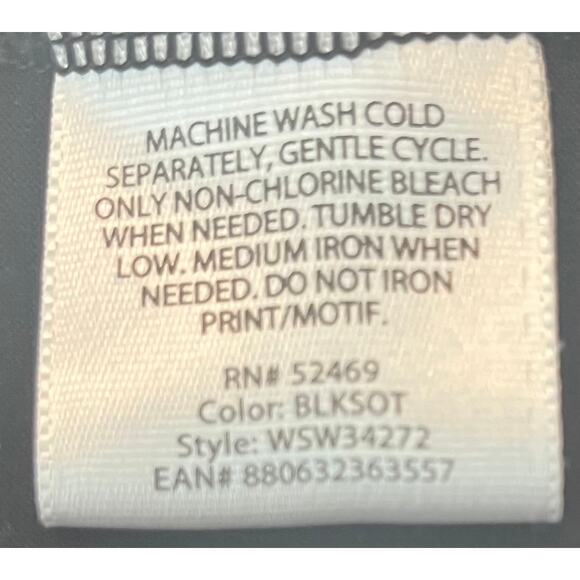 MACHINE WASH COLD
SEPARATELY, GENTLE CYCLE.
ONLY NON-CHLORINE BLEACH
WHEN NEEDED. TUMBLE DRY
LOW. MEDIUM IRON WHEN
NEEDED. DO NOT IRON
PRINT/MOTIF.
RN# 52469
Color: BLKSOT
Style: WSW34272
EAN# 880632363557